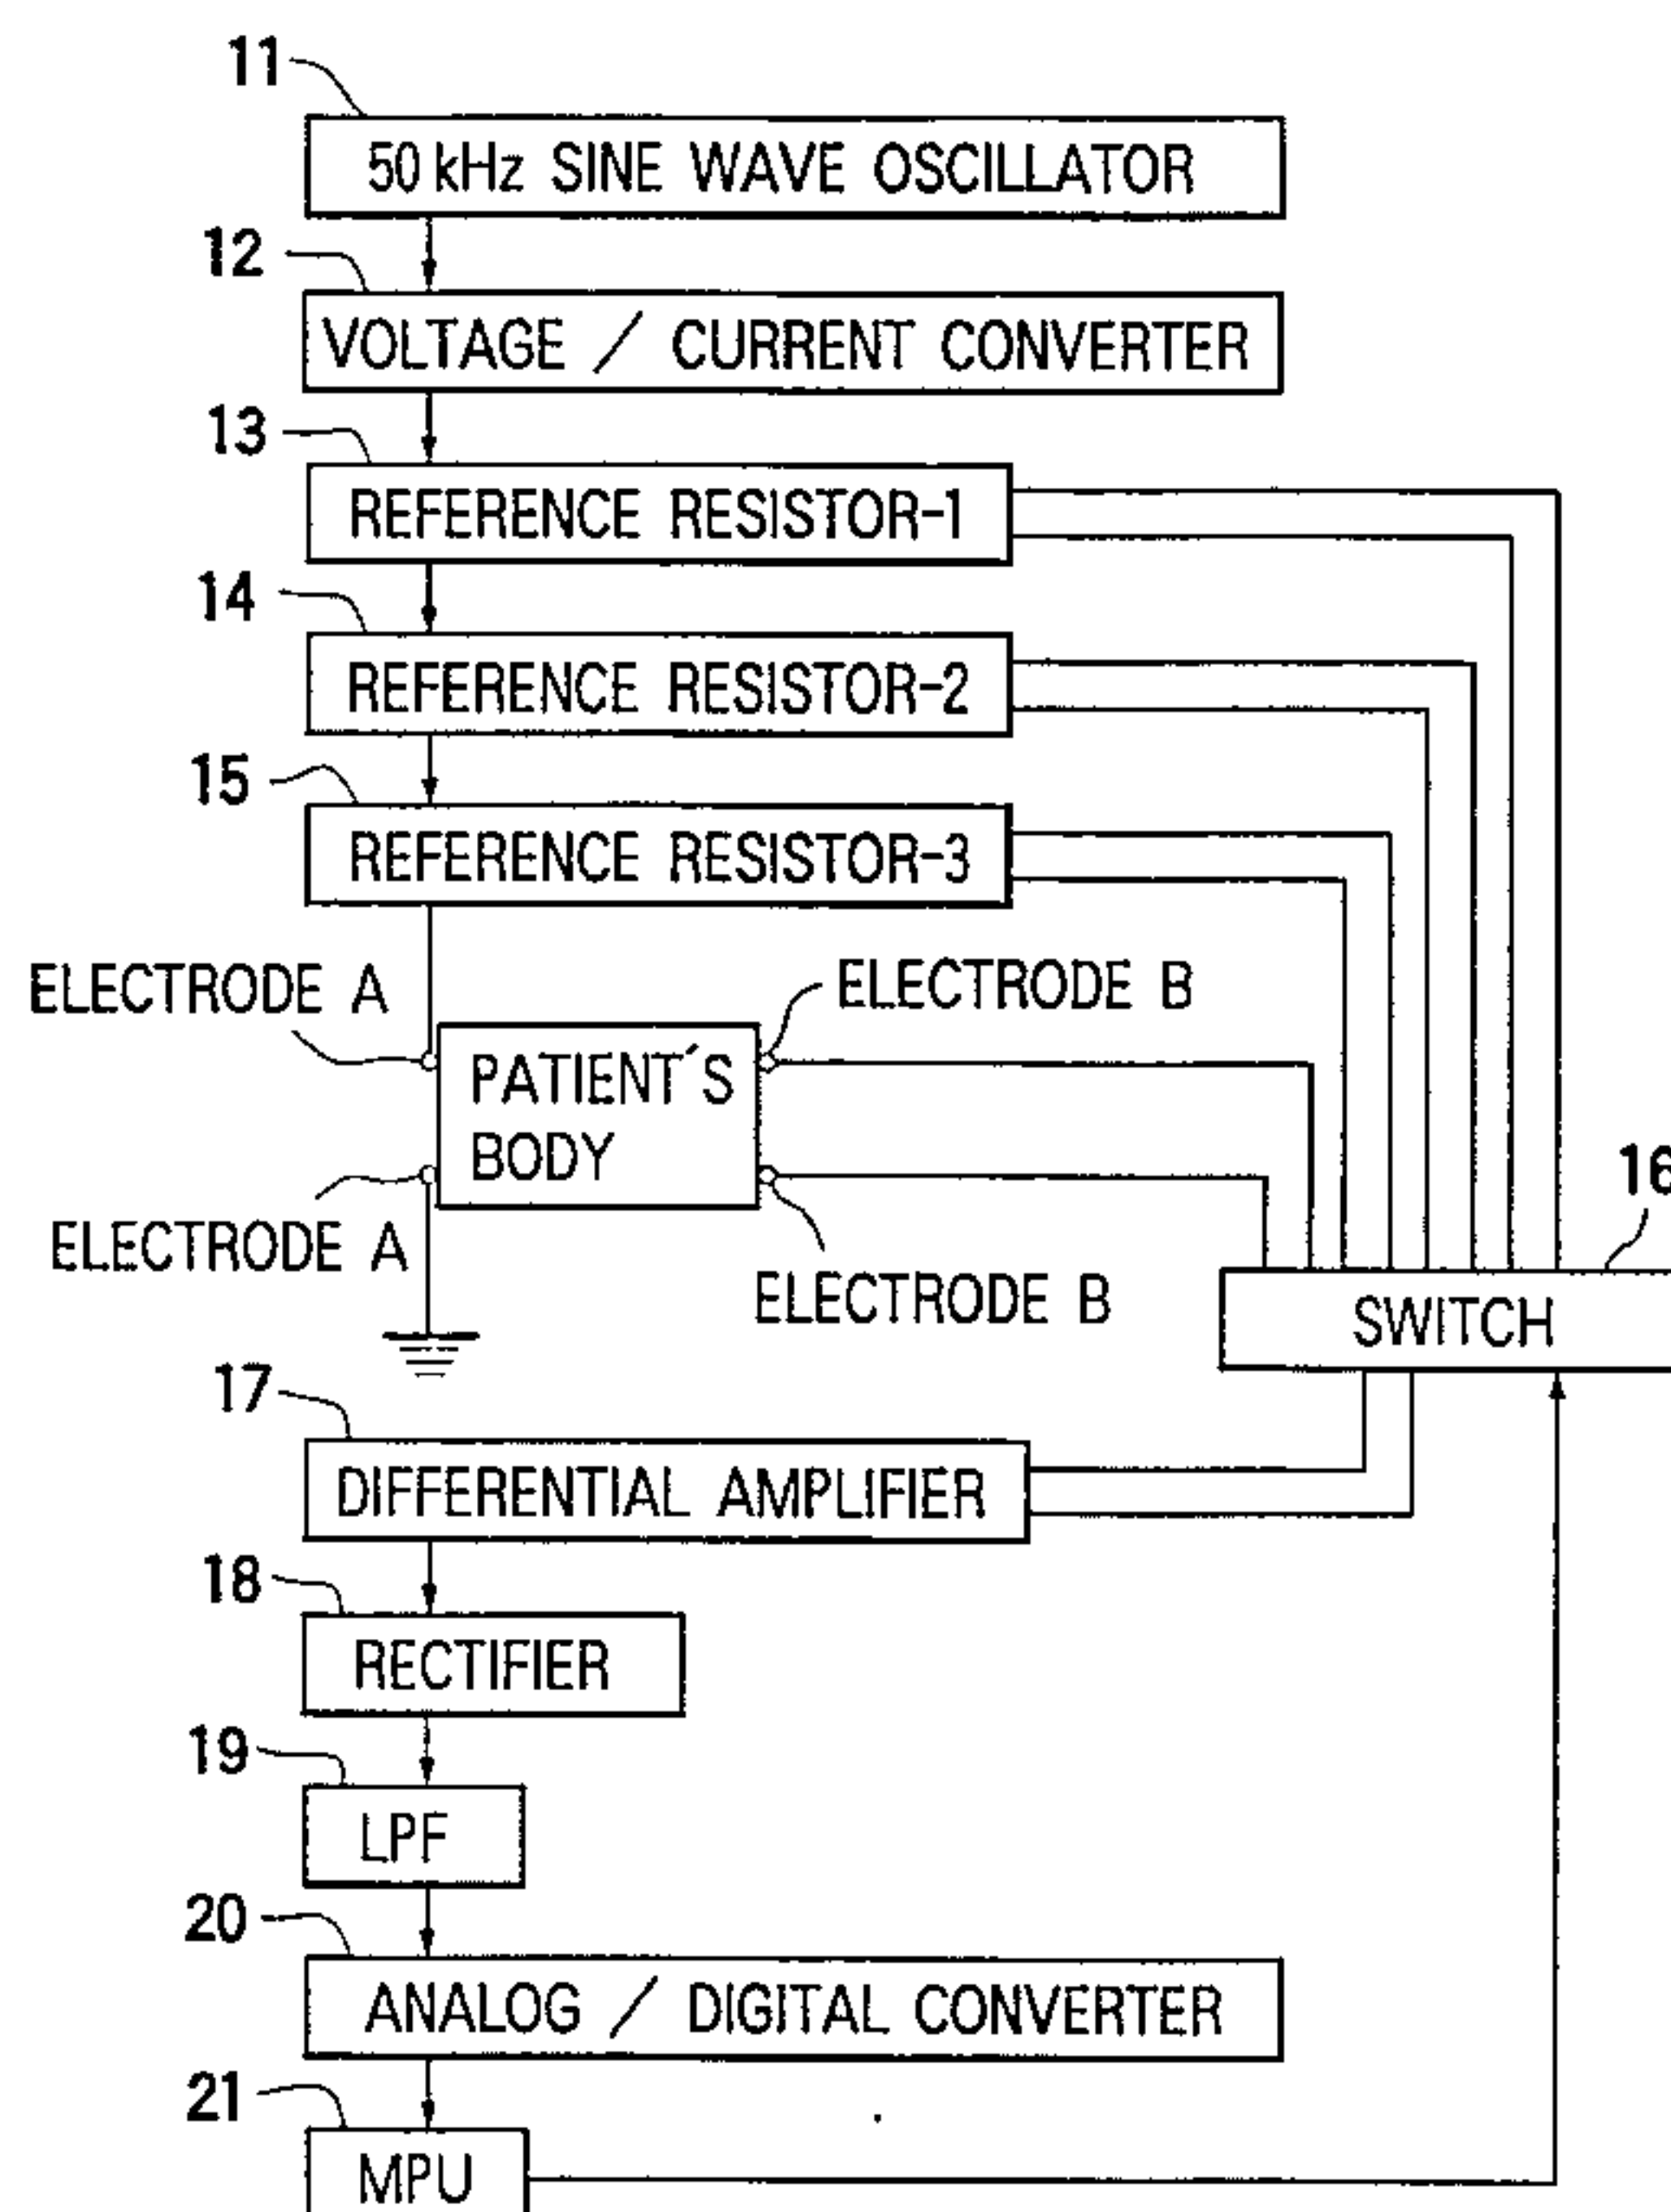 11
50 kHz SINE WAVE OSCILLATOR
12
VOLTAGE / CURRENT CONVERTER
13
REFERENCE RESISTOR-1
14
REFERENCE RESISTOR-2
15
REFERENCE RESISTOR-3
ELECTRODE A
ELECTRODE B
PATIENT'S
BODY
16
ELECTRODE A
ELECTRODE B
SWITCH
17
DIFFERENTIAL AMPLIFIER
18
RECTIFIER
19
LPF
20
ANALOG / DIGITAL CONVERTER
21
MPU